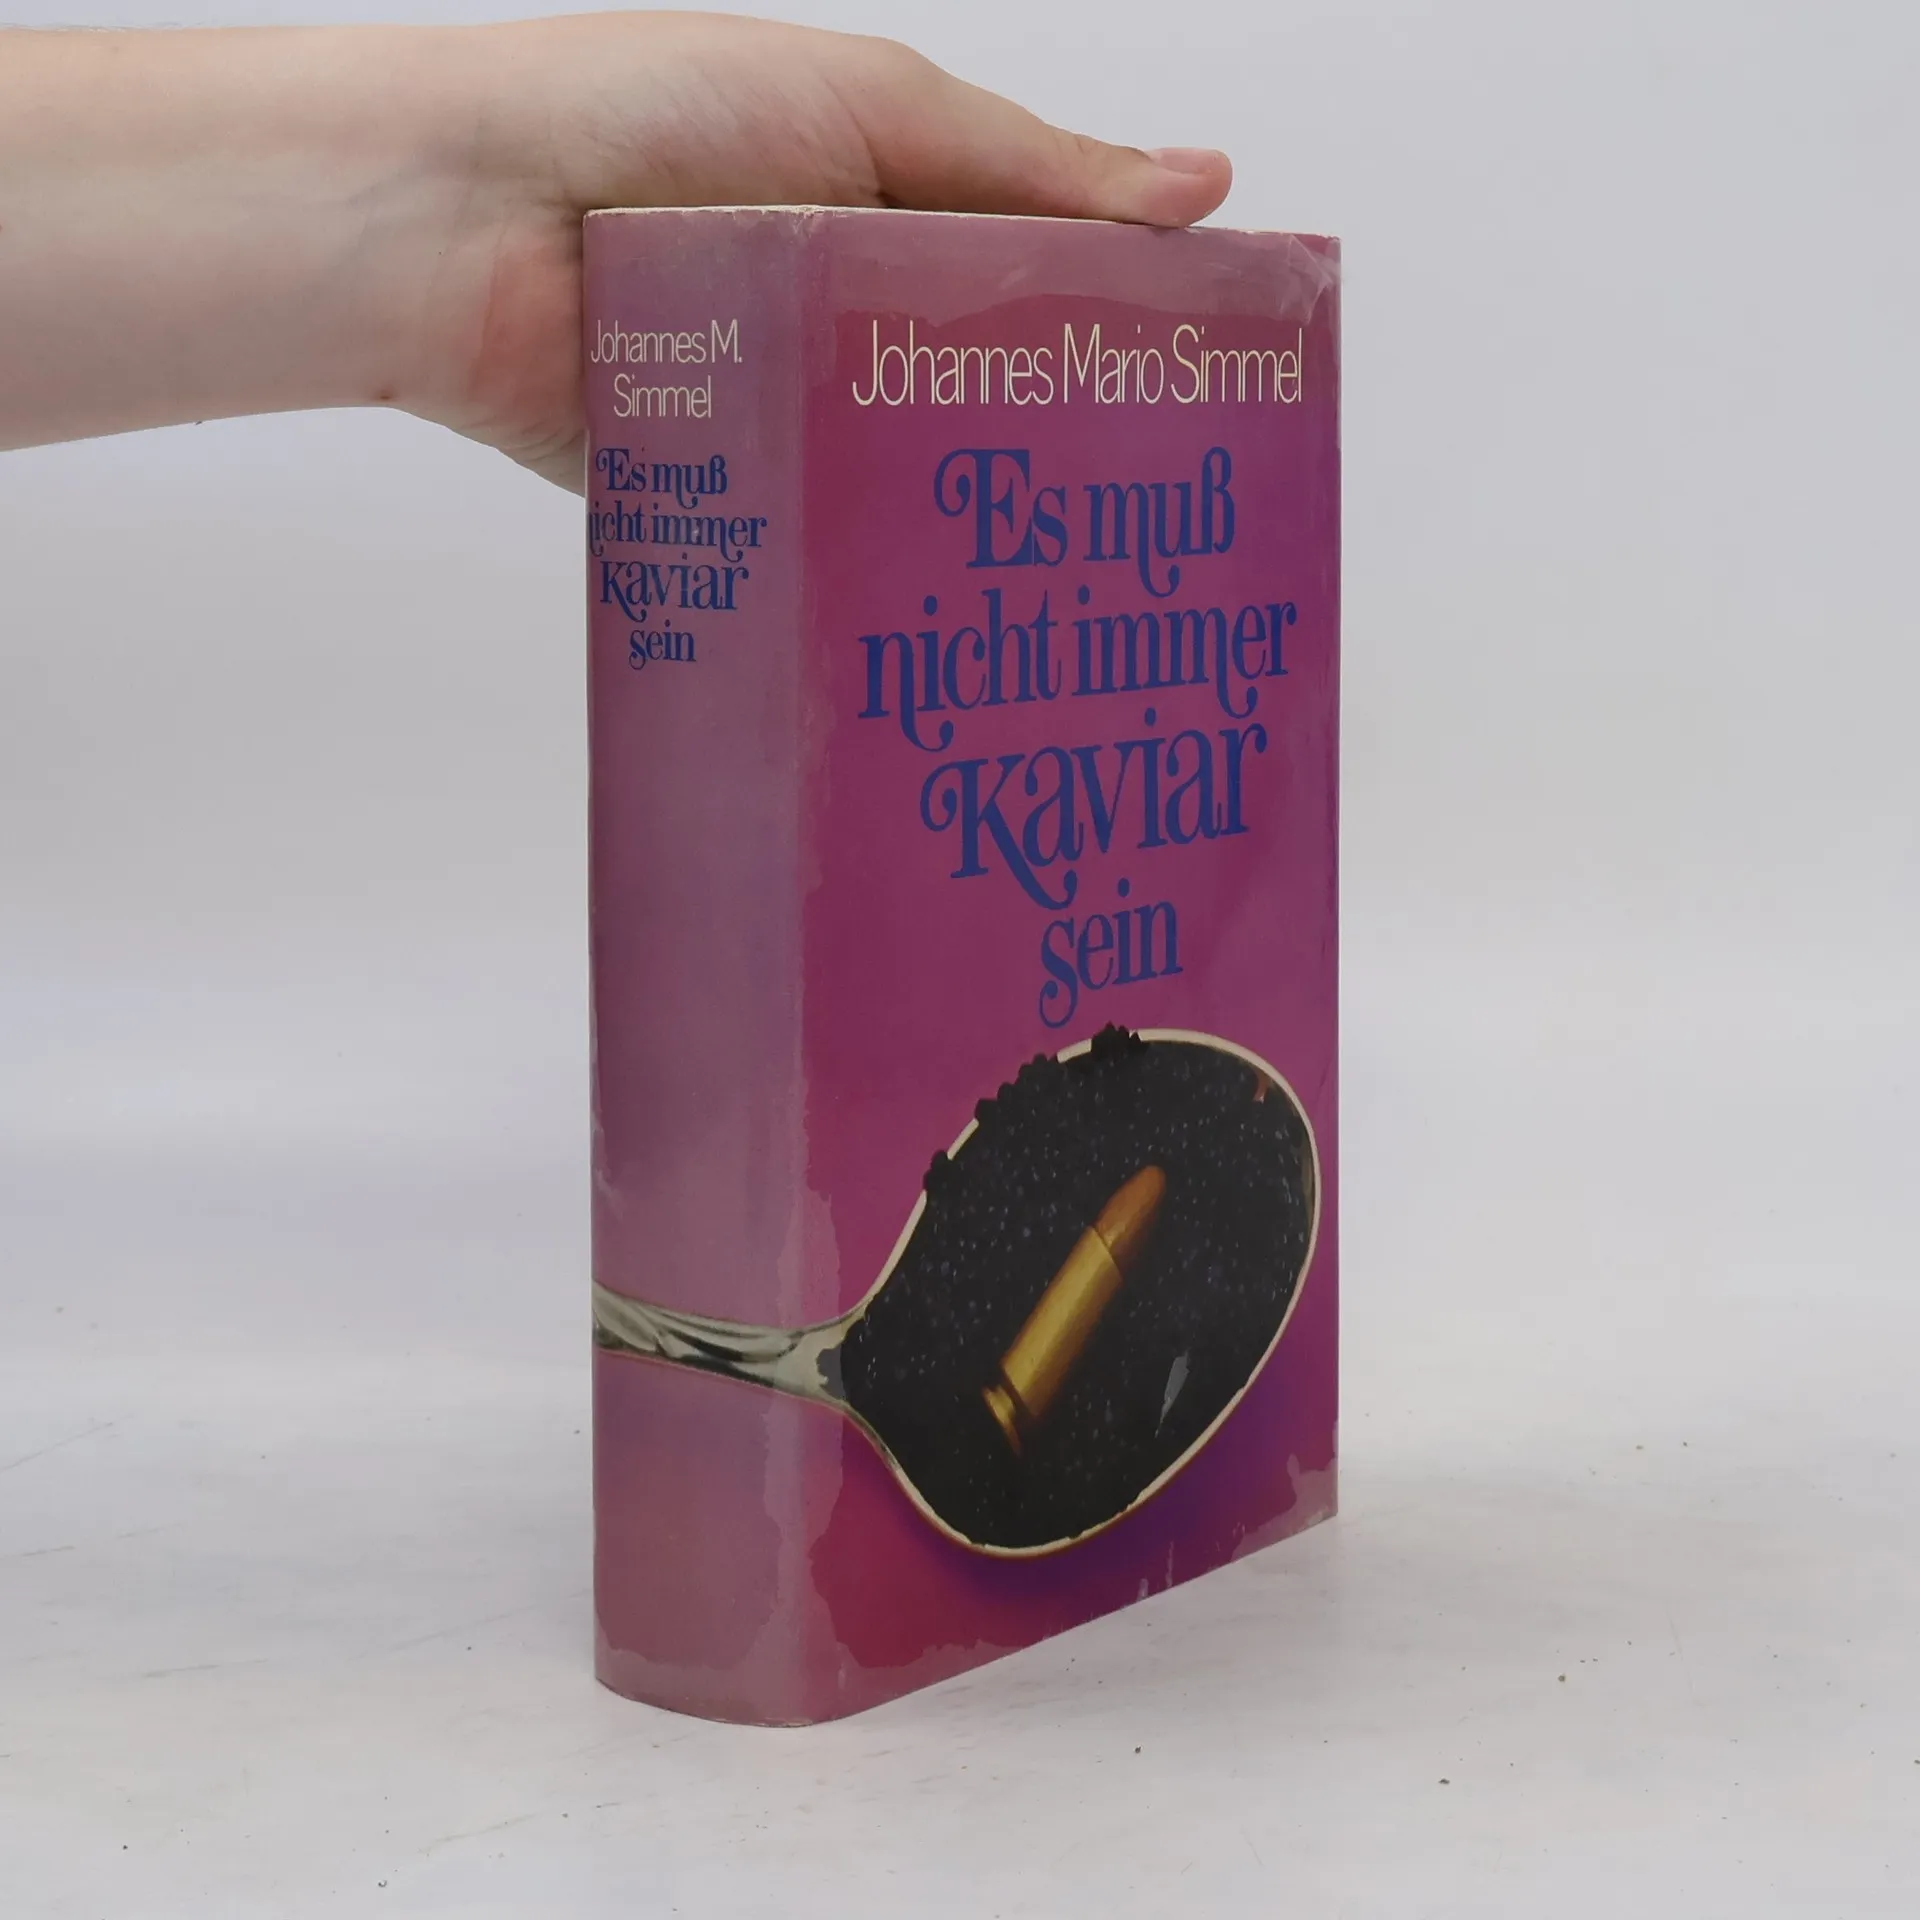 Johannes M.
Simmel
Es muß
nicht immer
Kaviar
sein
Johannes Mario Simmel
Es muß
nicht immer
Kaviar
sein